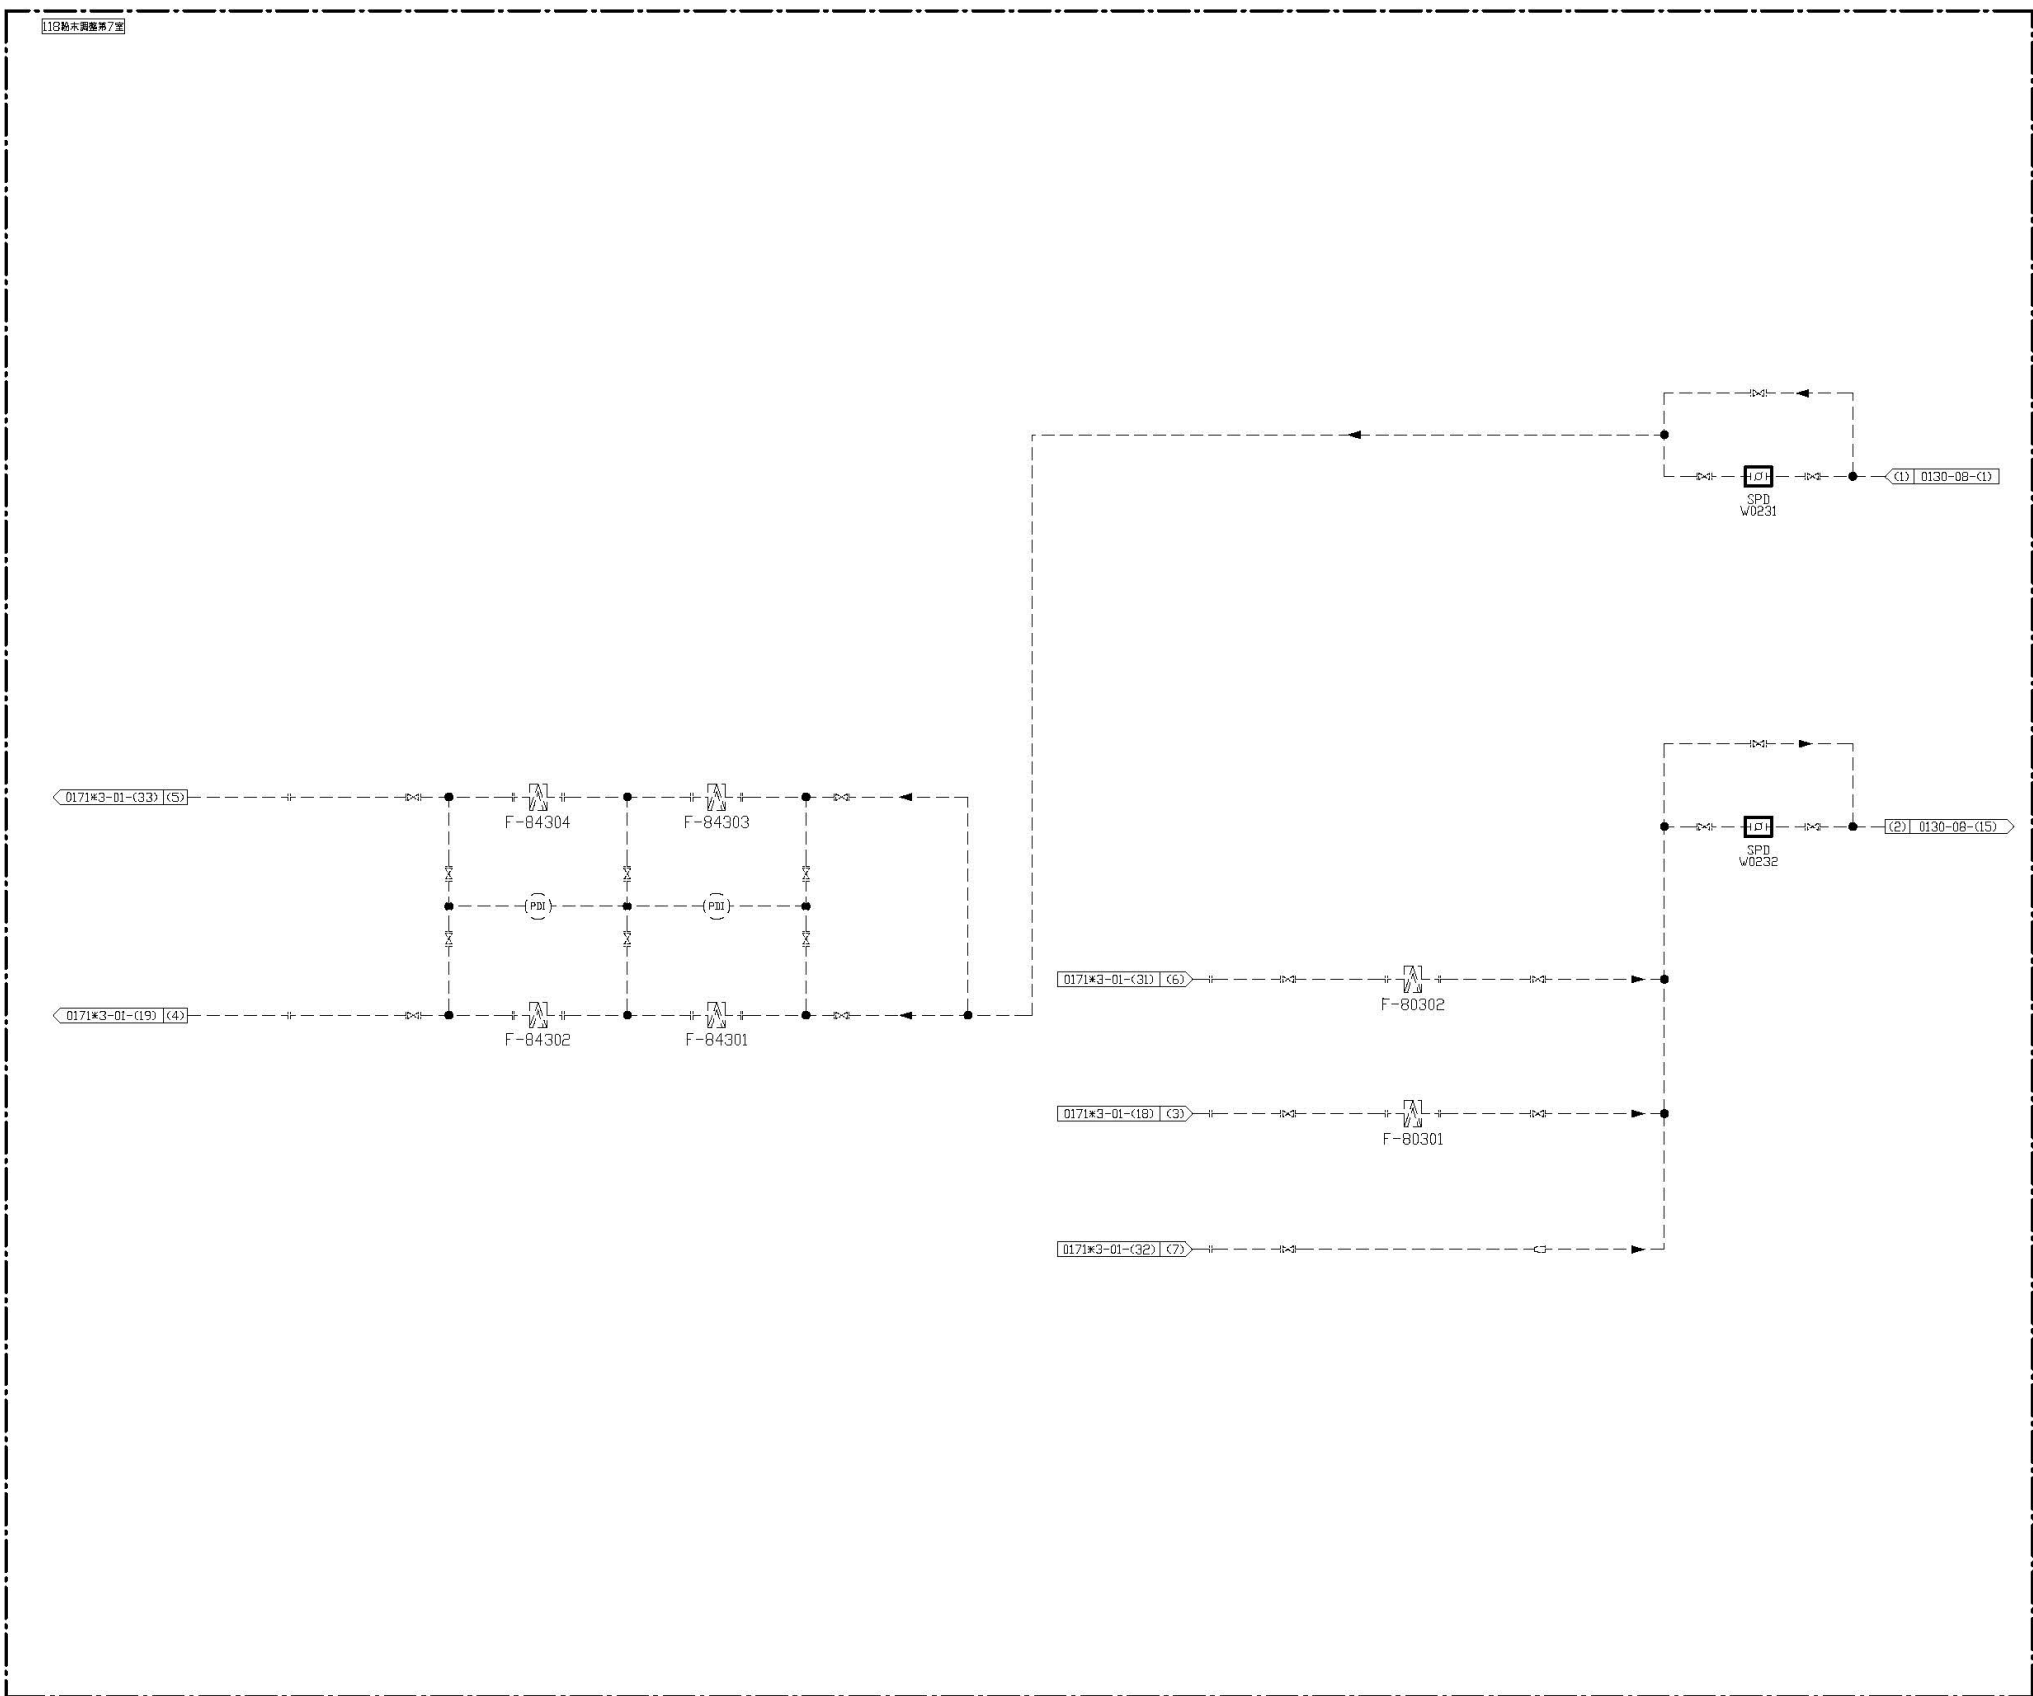 118粉末調整第7室
(1) 0130-08-(1)
SPD
W0231
0171*3-01-(33) (5)
F-84304
F-84303
(2) 0130-08-(15)
SPD
W0232
PDI
PDI
0171*3-01-(31) (6)
F-80302
0171*3-01-(19) (4)
F-84302
F-84301
0171*3-01-(18) (3)
F-80301
0171*3-01-(32) (7)